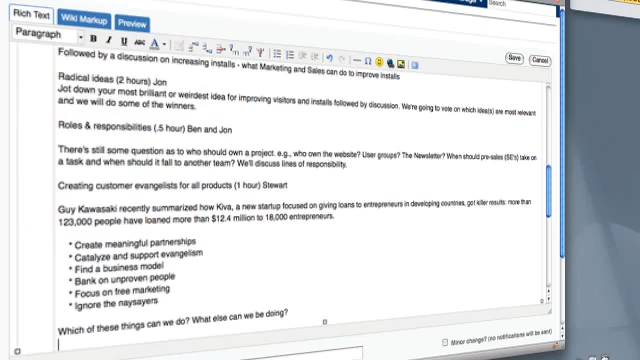 Search
Rich Text Wiki Markup Preview
Paragraph B I U ABC A Save Cancel
Followed by a discussion on increasing installs - what Marketing and Sales can do to improve installs
Radical ideas (2 hours) Jon
Jot down your most brilliant or weirdest idea for improving visitors and installs followed by discussion. We're going to vote on which idea(s) are most relevant
and we will do some of the winners.
Roles & responsibilities (.5 hour) Ben and Jon
There's still some question as to who should own a project. e.g., who own the website? User groups? The Newsletter? When should pre-sales (SE's) take on
a task and when should it fall to another team? We'll discuss lines of responsibility.
Creating customer evangelists for all products (1 hour) Stewart
Guy Kawasaki recently summarized how Kiva, a new startup focused on giving loans to entrepreneurs in developing countries, got killer results: more than
123,000 people have loaned more than $12.4 million to 18,000 entrepreneurs.
* Create meaningful partnerships
* Catalyze and support evangelism
* Find a business model
* Bank on unproven people
* Focus on free marketing
* Ignore the naysayers
Which of these things can we do? What else can we be doing?
Minor change? (no notifications will be sent)